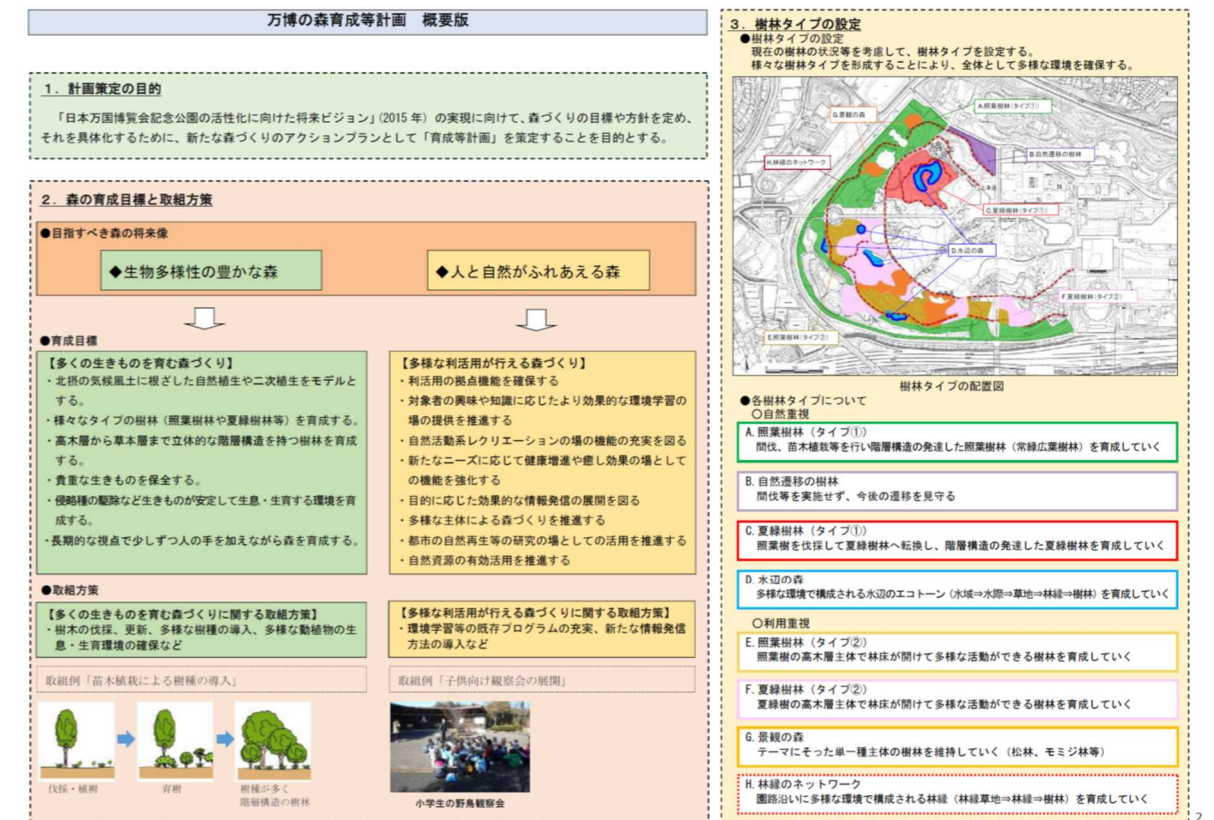 万博の森育成等計画　概要版
１．計画策定の目的
「日本万国博覧会記念公園の活性化に向けた将来ビジョン」（2015年）の実現に向けて、森づくりの目標や方針を定め、
それを具体化するために、新たな森づくりのアクションプランとして「育成等計画」を策定することを目的とする。
２．森の育成目標と取組方策
●目指すべき森の将来像
◆生物多様性の豊かな森
◆人と自然がふれあえる森
●育成目標
【多くの生きものを育む森づくり】
・北摂の気候風土に根ざした自然植生や二次植生をモデルと
する。
・様々なタイプの樹林（照葉樹林や夏緑樹林等）を育成する。
・高木層から草本層まで立体的な階層構造を持つ樹林を育成
する。
・貴重な生きものを保全する。
・侵略種の駆除など生きものが安定して生息・生育する環境を育
成する。
・長期的な視点で少しずつ人の手を加えながら森を育成する。
【多様な利活用が行える森づくり】
・利活用の拠点機能を確保する
・対象者の興味や知識に応じたより効果的な環境学習の
場の提供を推進する
・自然活動系レクリエーションの場の機能の充実を図る
・新たなニーズに応じて健康増進や癒し効果の場として
の機能を強化する
・目的に応じた効果的な情報発信の展開を図る
・多様な主体による森づくりを推進する
・都市の自然再生等の研究の場としての活用を推進する
・自然資源の有効活用を推進する
●取組方策
【多くの生きものを育む森づくりに関する取組方策】
・樹木の伐採、更新、多様な樹種の導入、多様な動植物の生
息・生育環境の確保など
【多様な利活用が行える森づくりに関する取組方策】
・環境学習等の既存プログラムの充実、新たな情報発信
方法の導入など
取組例「苗木植栽による樹種の導入」
取組例「子供向け観察会の展開」
伐採・植樹
育樹
樹種が多く
階層構造の樹林
小学生の野鳥観察会
３．樹林タイプの設定
●樹林タイプの設定
現在の樹林の状況等を考慮して、樹林タイプを設定する。
様々な樹林タイプを形成することにより、全体として多様な環境を確保する。
A.照葉樹林(タイプ①)
G.景観の森
H.林縁のネットワーク
B.自然遷移の樹林
C.夏緑樹林(タイプ①)
D.水辺の森
F.夏緑樹林(タイプ②)
E.照葉樹林(タイプ②)
樹林タイプの配置図
●各樹林タイプについて
〇自然重視
A.照葉樹林（タイプ①）
間伐、苗木植栽等を行い階層構造の発達した照葉樹林（常緑広葉樹林）を育成していく
B.自然遷移の樹林
間伐等を実施せず、今後の遷移を見守る
C.夏緑樹林（タイプ①）
照葉樹を伐採して夏緑樹林へ転換し、階層構造の発達した夏緑樹林を育成していく
D.水辺の森
多様な環境で構成される水辺のエコトーン（水域⇒水際⇒草地⇒林縁⇒樹林）を育成していく
〇利用重視
E.照葉樹林（タイプ②）
照葉樹の高木層主体で林床が開けて多様な活動ができる樹林を育成していく
F.夏緑樹林（タイプ②）
夏緑樹の高木層主体で林床が開けて多様な活動ができる樹林を育成していく
G.景観の森
テーマにそった単一種主体の樹林を維持していく（松林、モミジ林等）
H.林縁のネットワーク
園路沿いに多様な環境で構成される林縁（林縁草地⇒林縁⇒樹林）を育成していく
2